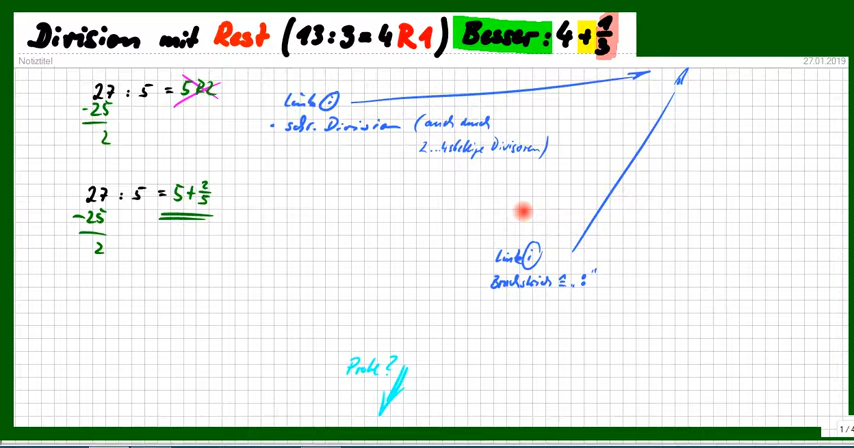 Division mit Rest (13:3=4R1) Besser: 4+1/3
Notiztitel
27.01.2019
27 : 5 = 5R2
-25
2
Link i
• schr. Division (auch durch
2...4stellige Divisoren)
27 : 5 = 5+2/5
-25
2
Link i
Bruchstrich ≙ „:"
Probe?
1/4